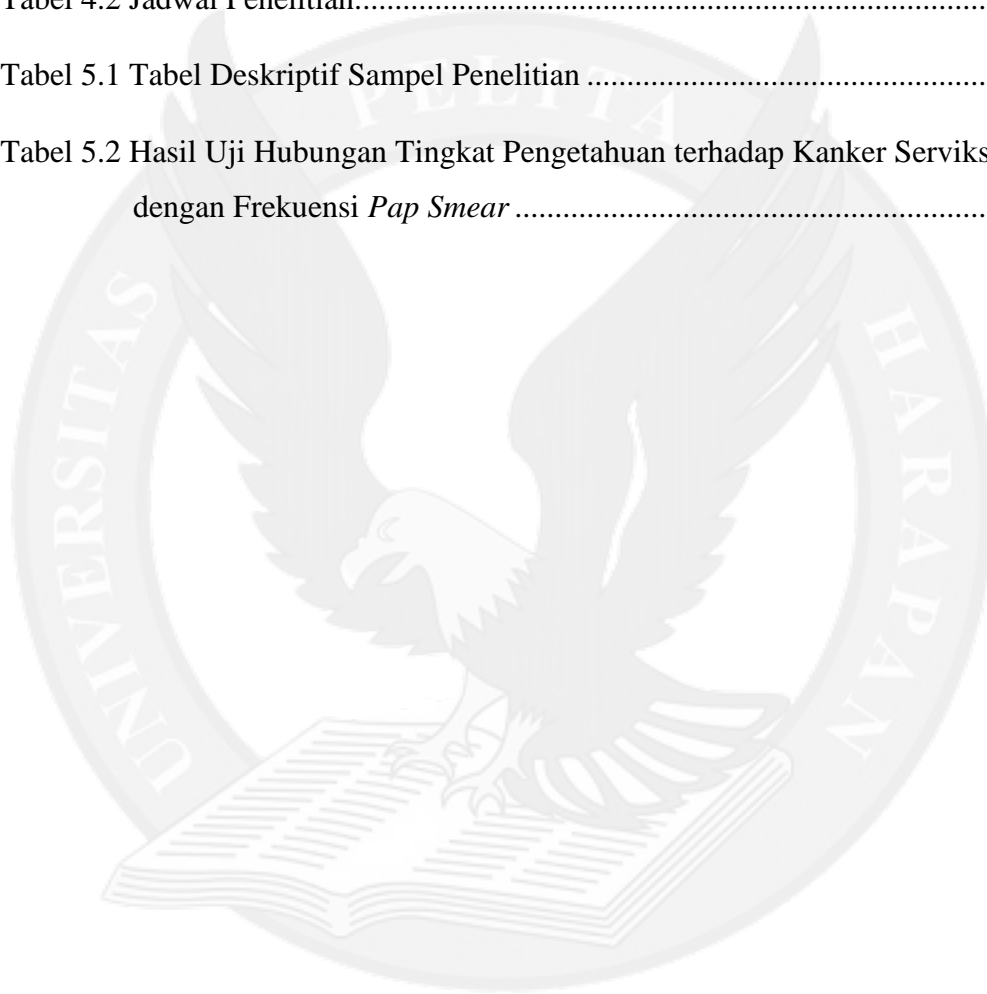 Tabel 4.2 Jadwal Penelitian..........................................................................
Tabel 5.1 Tabel Deskriptif Sampel Penelitian ..........................................
Tabel 5.2 Hasil Uji Hubungan Tingkat Pengetahuan terhadap Kanker Serviks
dengan Frekuensi Pap Smear ..................................................
UNIVERSITAS PELITA HARAPAN